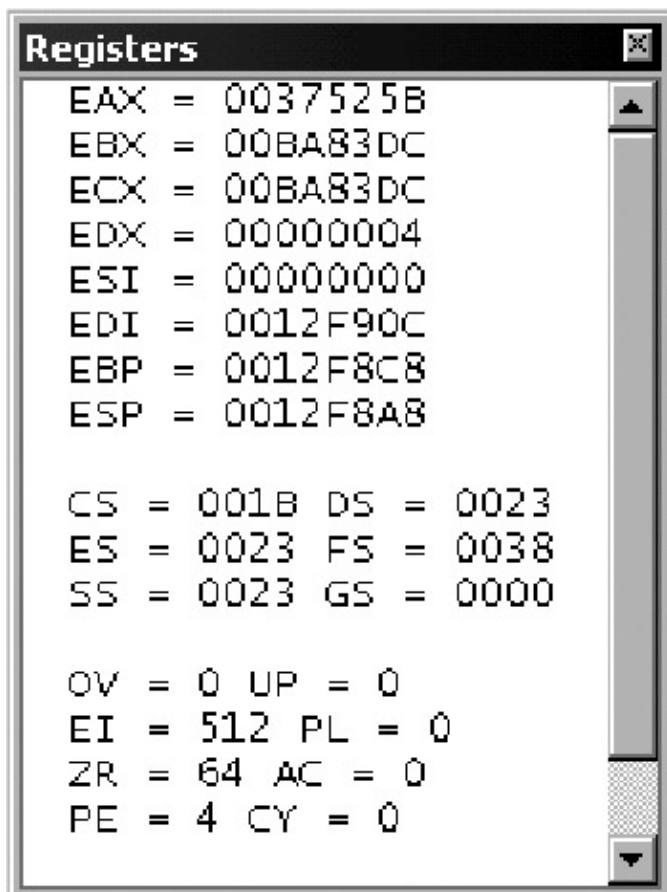 Registers
EAX = 0037525B
EBX = 00BA83DC
ECX = 00BA83DC
EDX = 00000004
ESI = 00000000
EDI = 0012F90C
EBP = 0012F8C8
ESP = 0012F8A8
CS = 001B DS = 0023
ES = 0023 FS = 0038
SS = 0023 GS = 0000
OV = 0 UP = 0
EI = 512 PL = 0
ZR = 64 AC = 0
PE = 4 CY = 0